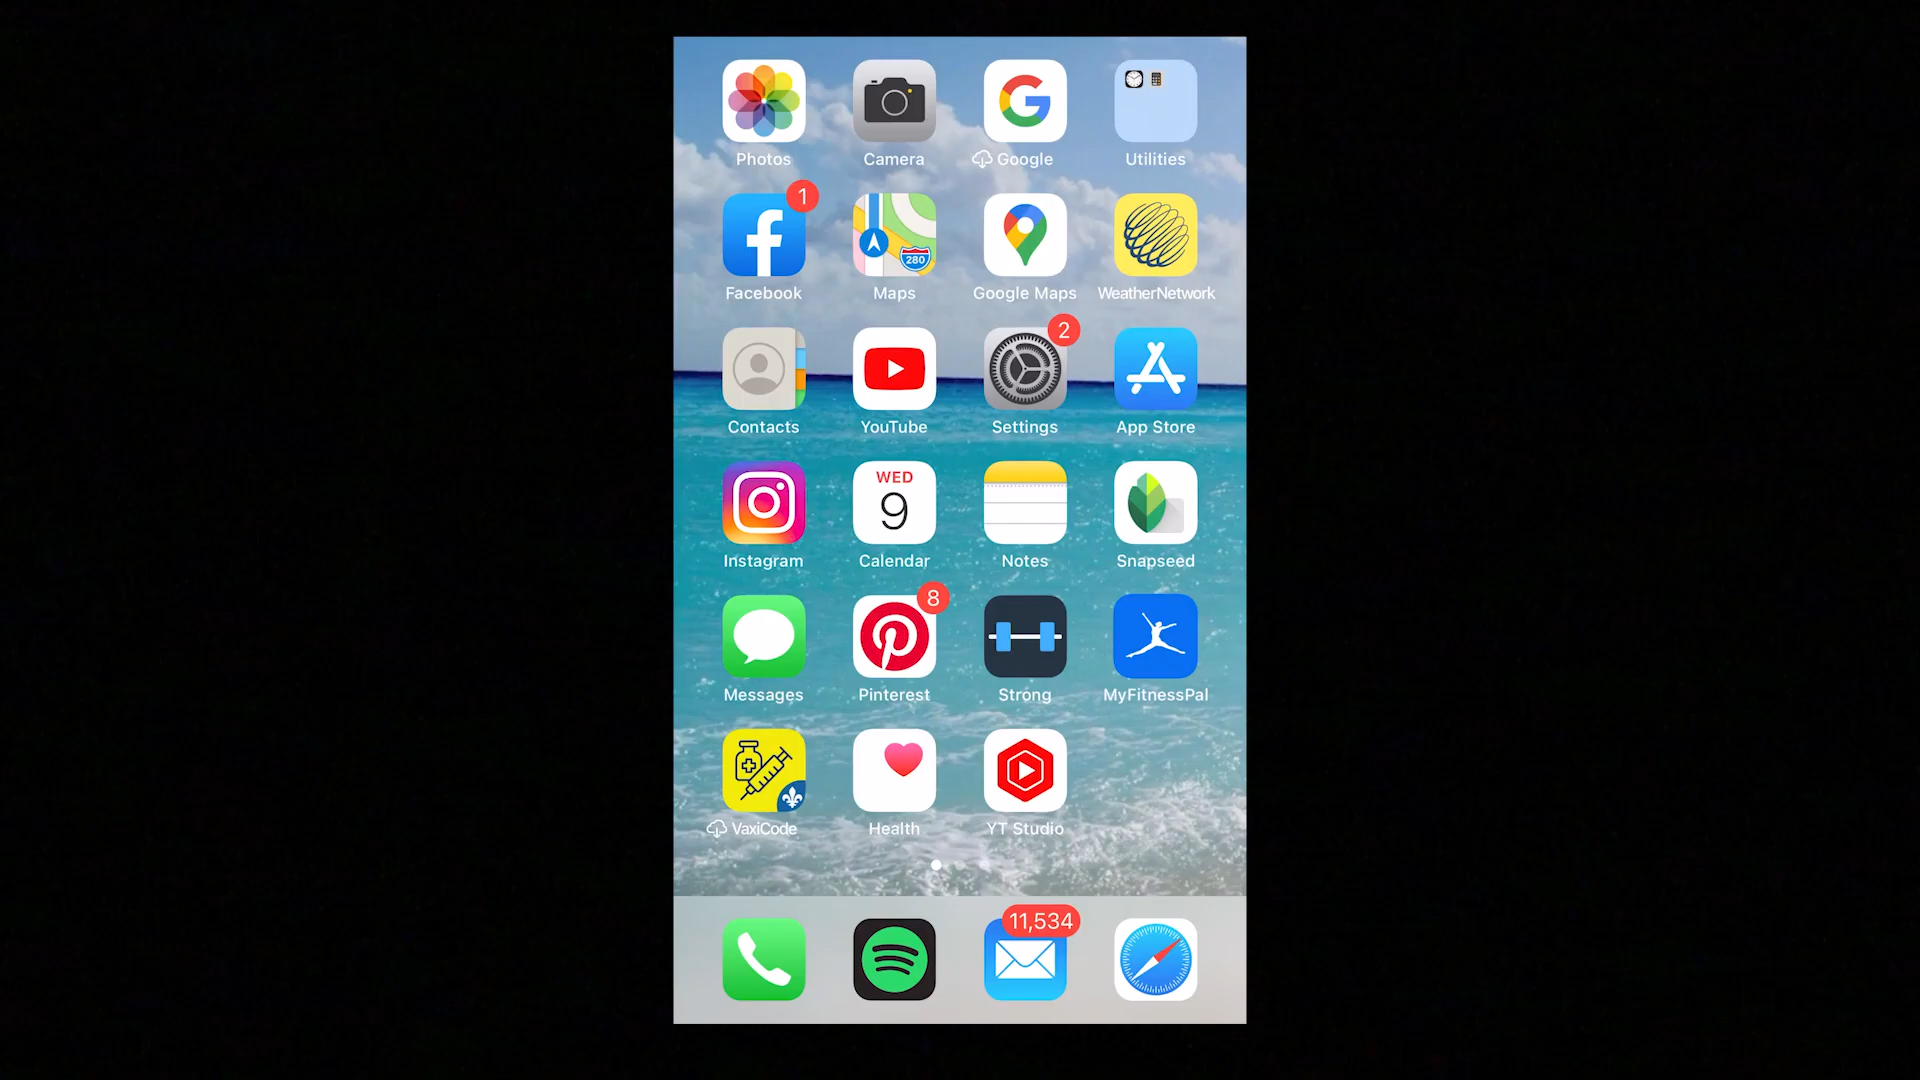 Photos
Camera
Google
Utilities
1
280
Facebook
Maps
Google Maps
WeatherNetwork
2
Contacts
YouTube
Settings
App Store
WED
9
Instagram
Calendar
Notes
Snapseed
8
Messages
Pinterest
Strong
MyFitnessPal
VaxiCode
Health
YT Studio
11,534